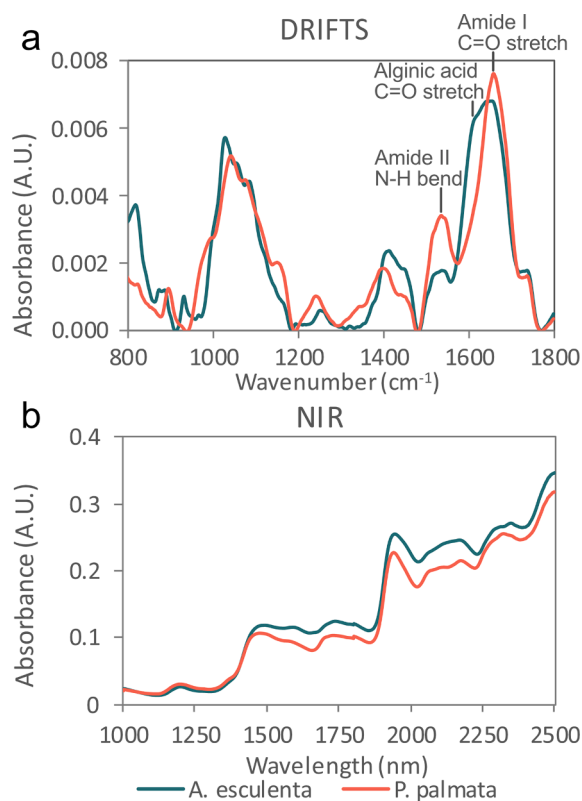 a
DRIFTS
Amide I
C=O stretch
Alginic acid
C=O stretch
Amide II
N-H bend
Absorbance (A.U.)
0.008
0.006
0.004
0.002
0.000
800 1000 1200 1400 1600 1800
Wavenumber (cm⁻¹)
b
NIR
Absorbance (A.U.)
0.4
0.3
0.2
0.1
0
1000 1250 1500 1750 2000 2250 2500
Wavelength (nm)
A. esculenta P. palmata